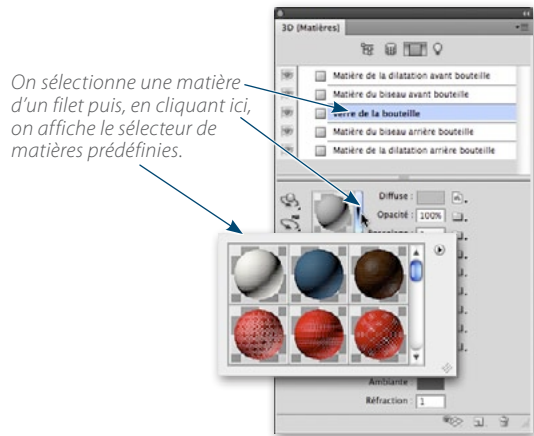 3D (Matières)
On sélectionne une matière
d'un filet puis, en cliquant ici,
on affiche le sélecteur de
matières prédéfinies.
Matière de la dilatation avant bouteille
Matière du biseau avant bouteille
verre de la bouteille
Matière du biseau arrière bouteille
Matière de la dilatation arrière bouteille
Diffuse :
Opacité : 100%
Ambiante :
Réfraction : 1